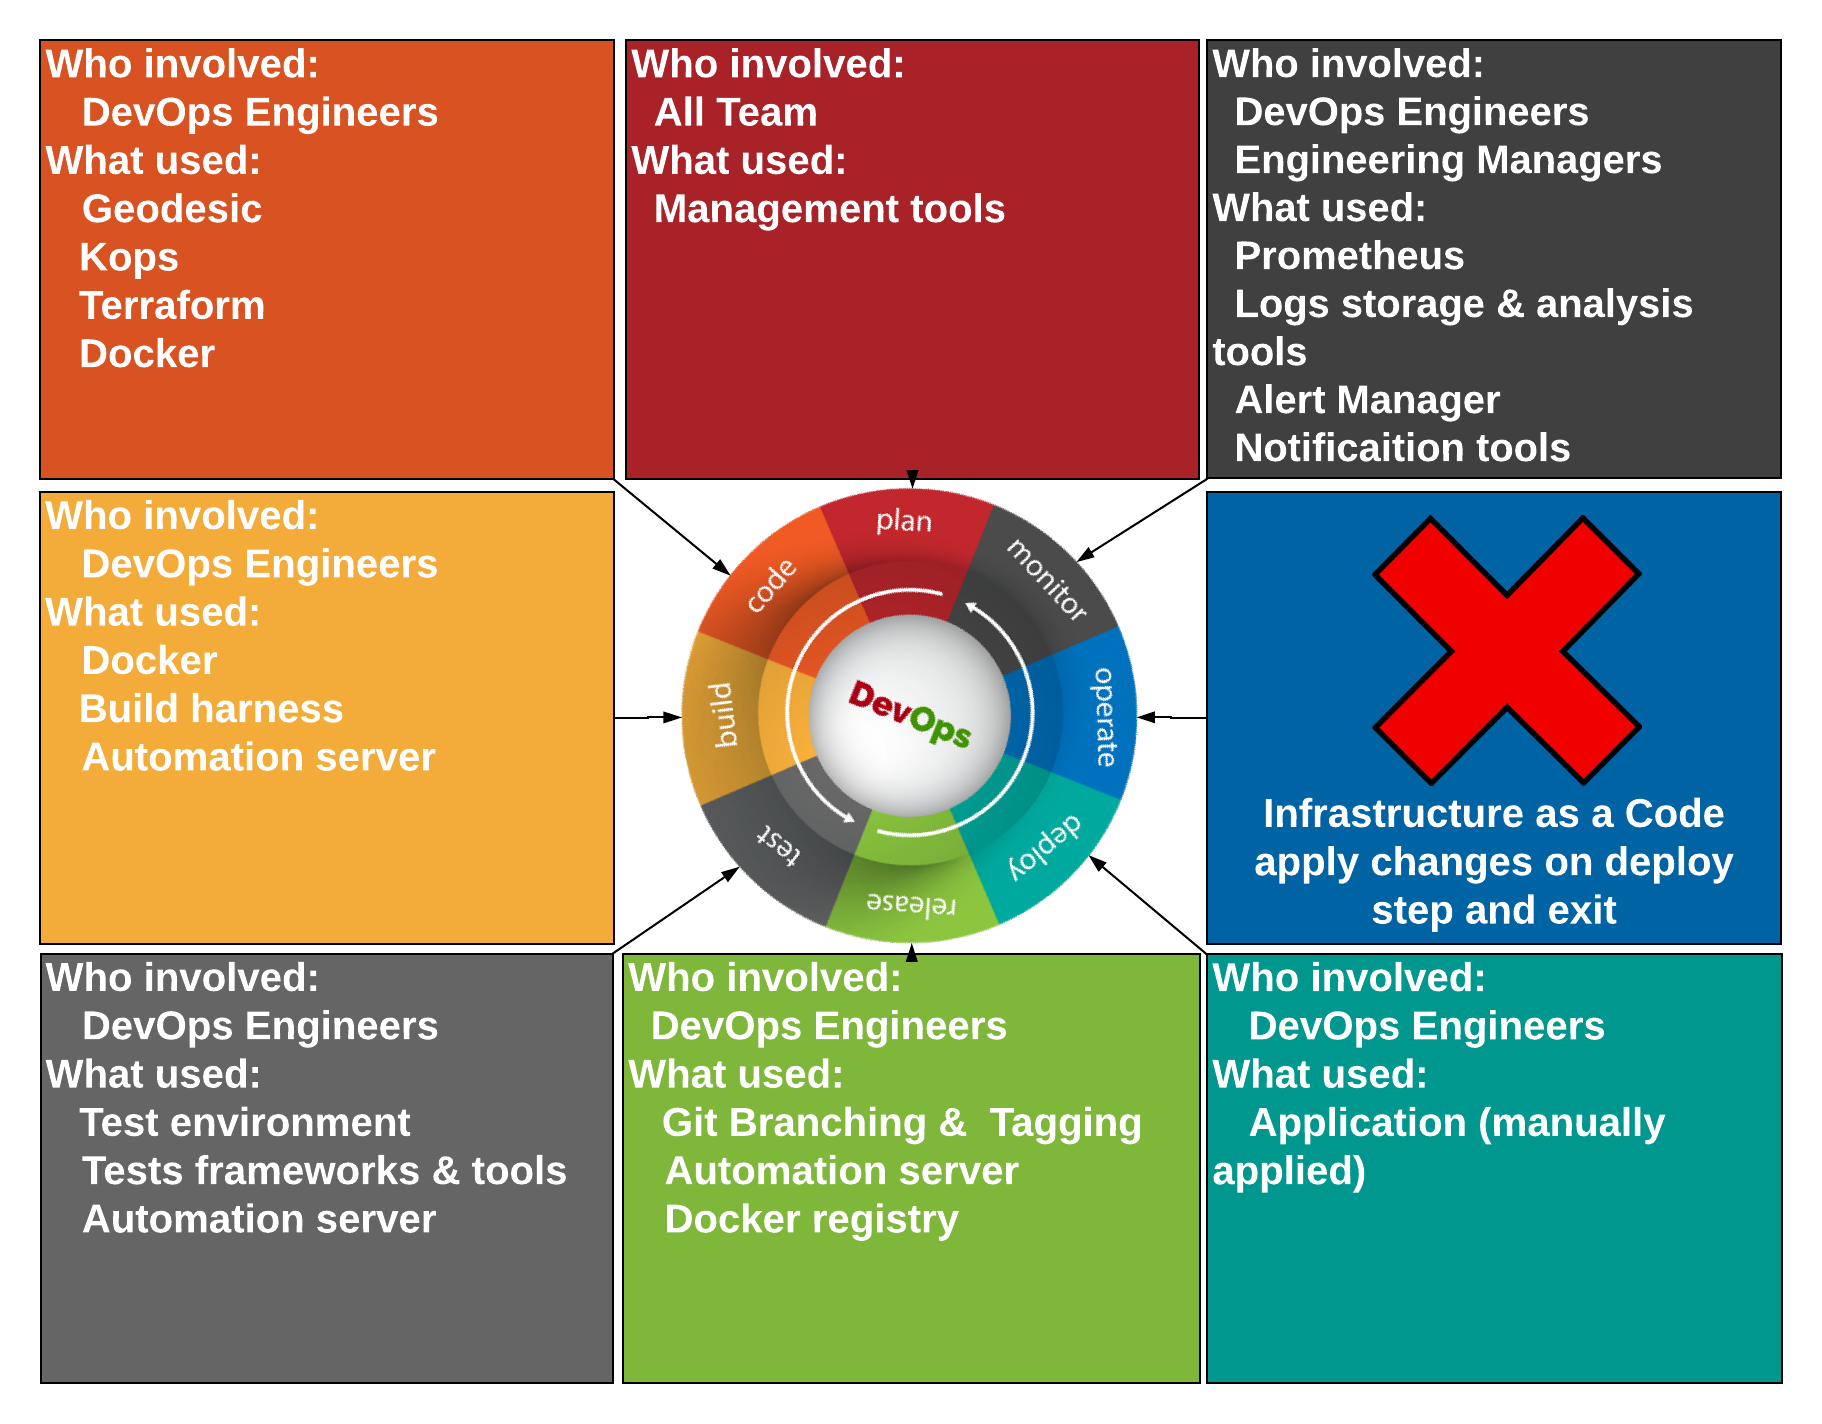 Who involved:
DevOps Engineers
What used:
Geodesic
Kops
Terraform
Docker
Who involved:
All Team
What used:
Management tools
Who involved:
DevOps Engineers
Engineering Managers
What used:
Prometheus
Logs storage & analysis
tools
Alert Manager
Notificaition tools
Who involved:
DevOps Engineers
What used:
Docker
Build harness
Automation server
plan
monitor
operate
deploy
release
test
build
code
DevOps
Infrastructure as a Code
apply changes on deploy
step and exit
Who involved:
DevOps Engineers
What used:
Test environment
Tests frameworks & tools
Automation server
Who involved:
DevOps Engineers
What used:
Git Branching &  Tagging
Automation server
Docker registry
Who involved:
DevOps Engineers
What used:
Application (manually
applied)